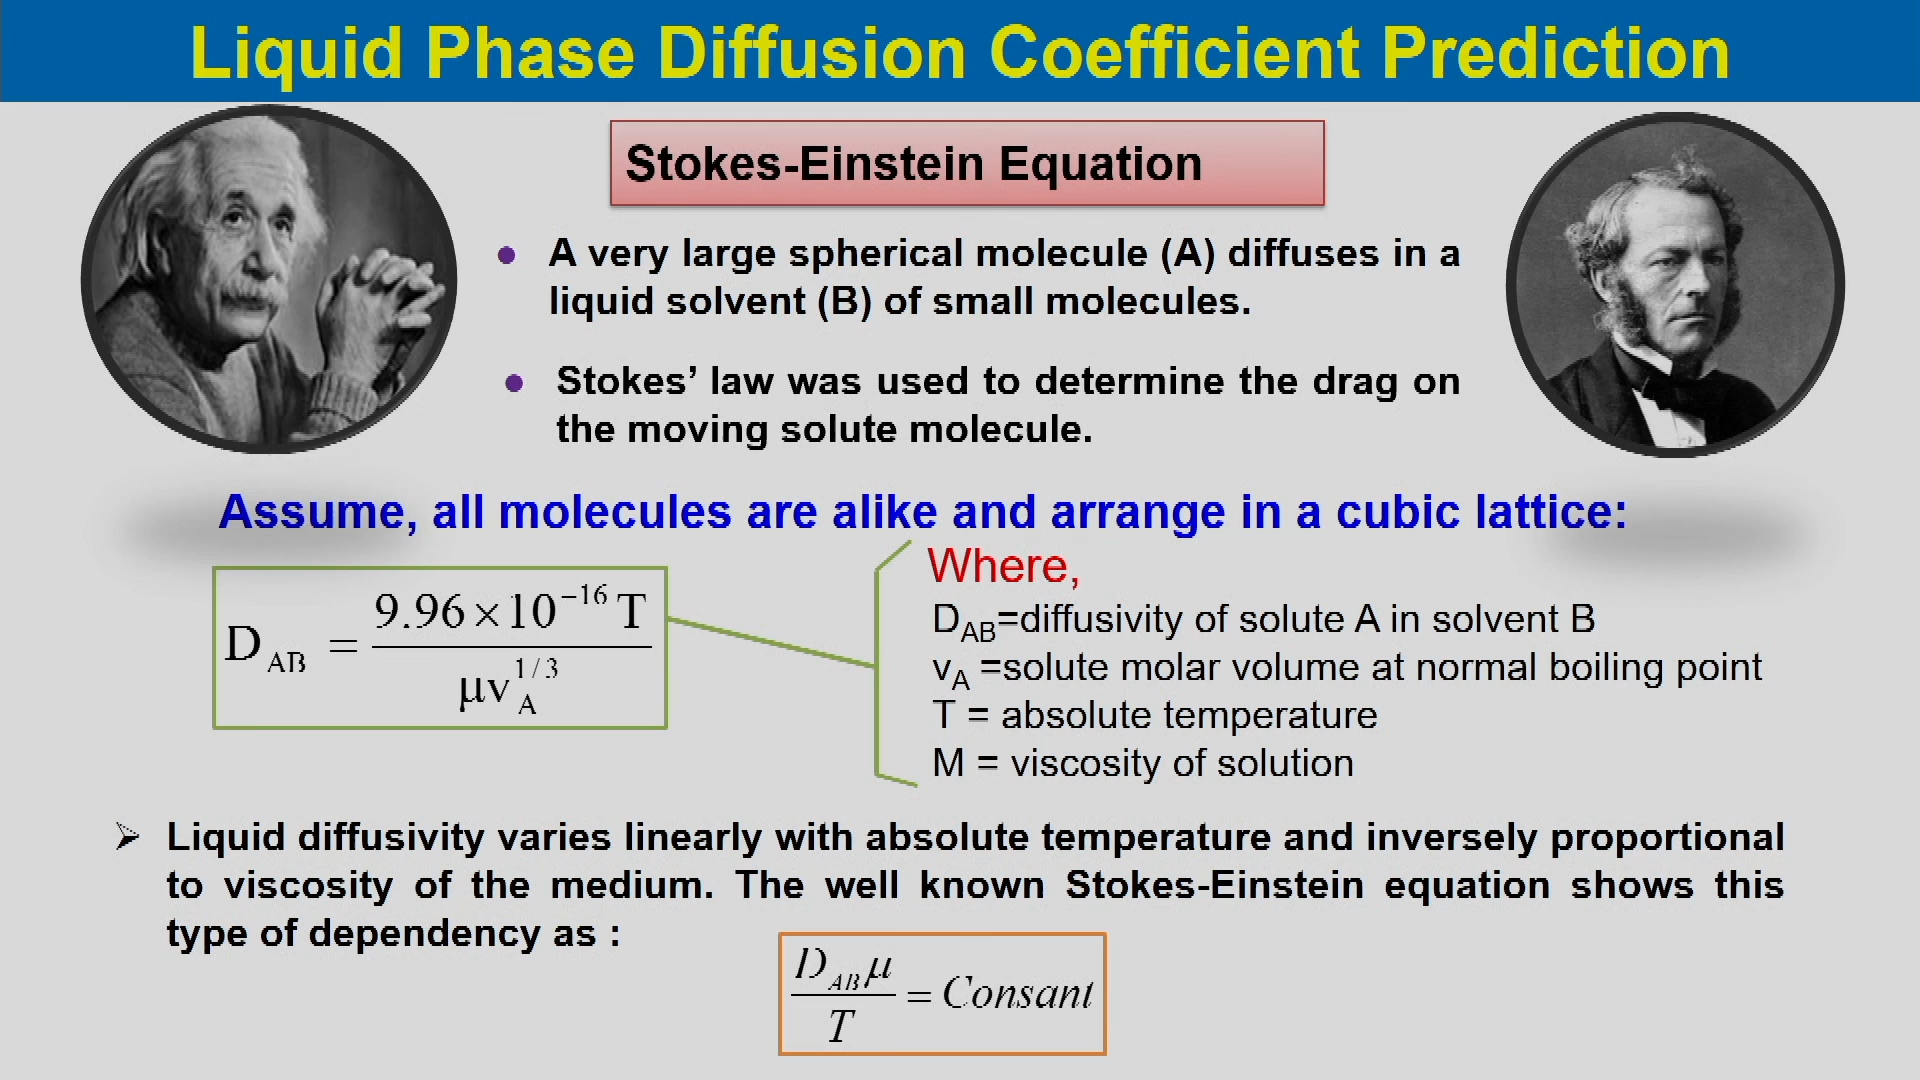 Liquid Phase Diffusion Coefficient Prediction
Stokes-Einstein Equation
● A very large spherical molecule (A) diffuses in a
liquid solvent (B) of small molecules.
● Stokes’ law was used to determine the drag on
the moving solute molecule.
Assume, all molecules are alike and arrange in a cubic lattice:
D_AB = (9.96×10^−16 T) / (μv_A^1/3)
Where,
D_AB=diffusivity of solute A in solvent B
v_A =solute molar volume at normal boiling point
T = absolute temperature
M = viscosity of solution
➢ Liquid diffusivity varies linearly with absolute temperature and inversely proportional
to viscosity of the medium. The well known Stokes-Einstein equation shows this
type of dependency as :
D_AB μ / T = Consant